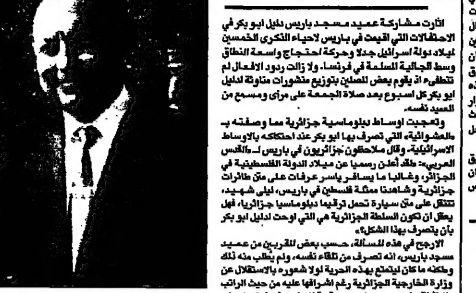 اثارت مشاركة عميد مسجد باريس دليل ابو بكر في
الاحتفالات التي اقيمت في باريس لاحياء الذكرى الخمسين
لميلاد دولة اسرائيل جدلا وحركة احتجاج واسعة النطاق
وسط الجالية المسلمة في فرنسا. ولا زالت ردود الافعال لم
تنطفىء اذ يقوم بعض المصلين بتوزيع منشورات مناوئة لدليل
ابو بكر كل اسبوع بعد صلاة الجمعة على مرأى ومسمع من
العميد نفسه.
وتعجبت اوساط دبلوماسية جزائرية مما وصفته بـ
«العشوائية» التي تصرف بها ابو بكر عند احتكاكه بالاوساط
الاسرائيلية. وقال ملاحظون جزائريون في باريس لـ «القدس
العربي»: «لقد أعلن رسميا عن ميلاد الدولة الفلسطينية في
الجزائر، وغالبا ما يسافر ياسر عرفات على متن طائرات
جزائرية وشاهدنا ممثلة فلسطين في باريس، ليلى شهيد،
تتنقل على متن سيارة تحمل ترقيما دبلوماسيا جزائريا، فهل
يعقل ان تكون السلطة الجزائرية هي التي اوحت لدليل ابو بكر
بأن يتصرف بهذا الشكل؟».
الارجح في هذه المسألة، حسب بعض المقربين من عميد
مسجد باريس، انه تصرف من تلقاء نفسه، ولم يطلب منه ذلك
ولكنه ما كان ليتمتع بهذه الحرية لولا شعوره بالاستقلال عن
وزارة الخارجية الجزائرية رغم اشرافها عليه من حيث الراتب